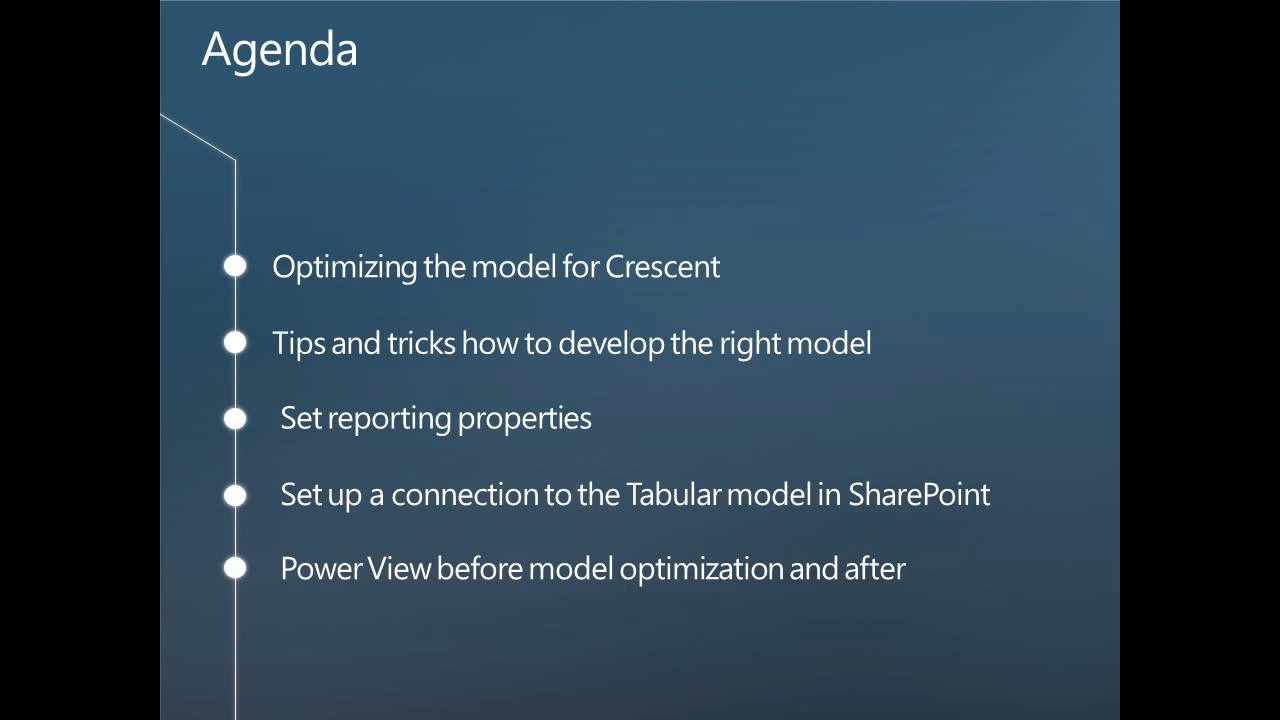 Agenda
Optimizing the model for Crescent
Tips and tricks how to develop the right model
Set reporting properties
Set up a connection to the Tabular model in SharePoint
Power View before model optimization and after